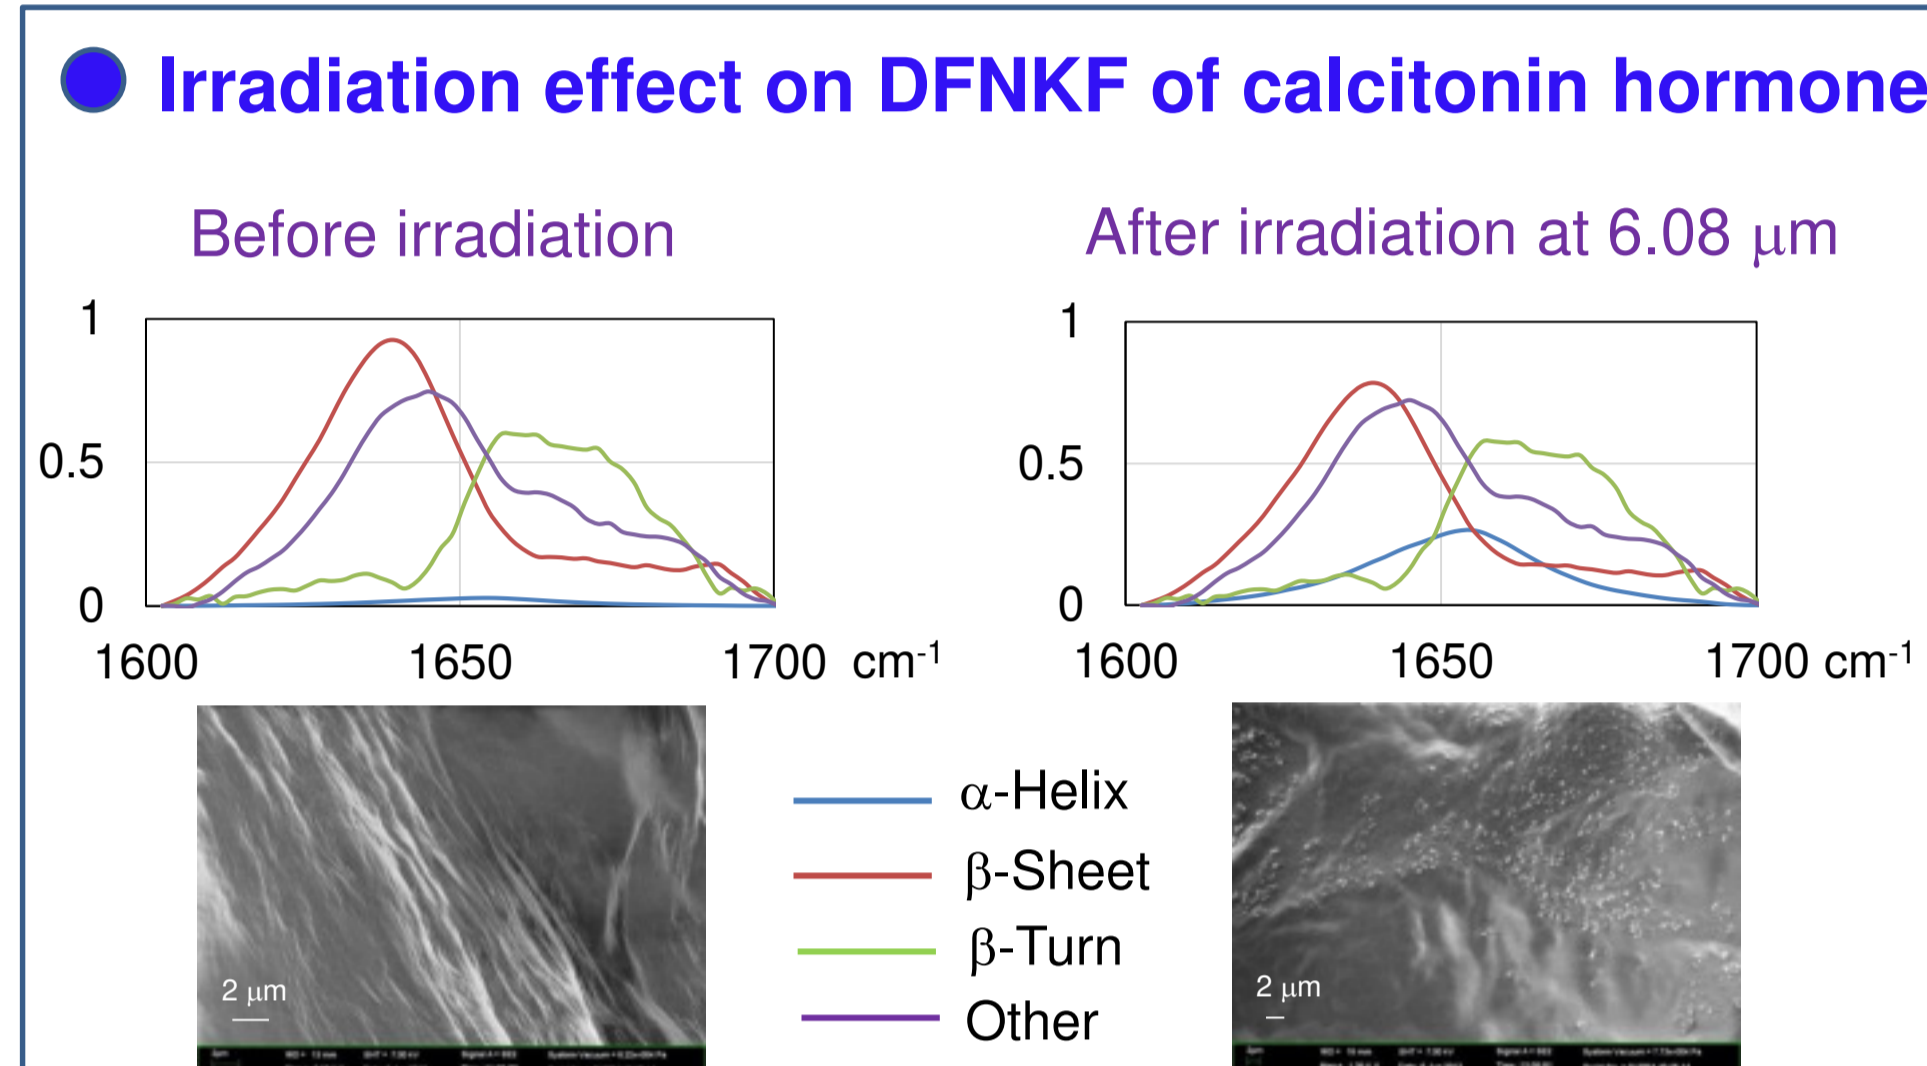 Irradiation effect on DFNKF of calcitonin hormone
Before irradiation
After irradiation at 6.08 μm
1
0.5
0
1600 1650 1700 cm⁻¹
1
0.5
0
1600 1650 1700 cm⁻¹
α-Helix
β-Sheet
β-Turn
Other
2 μm
2 μm